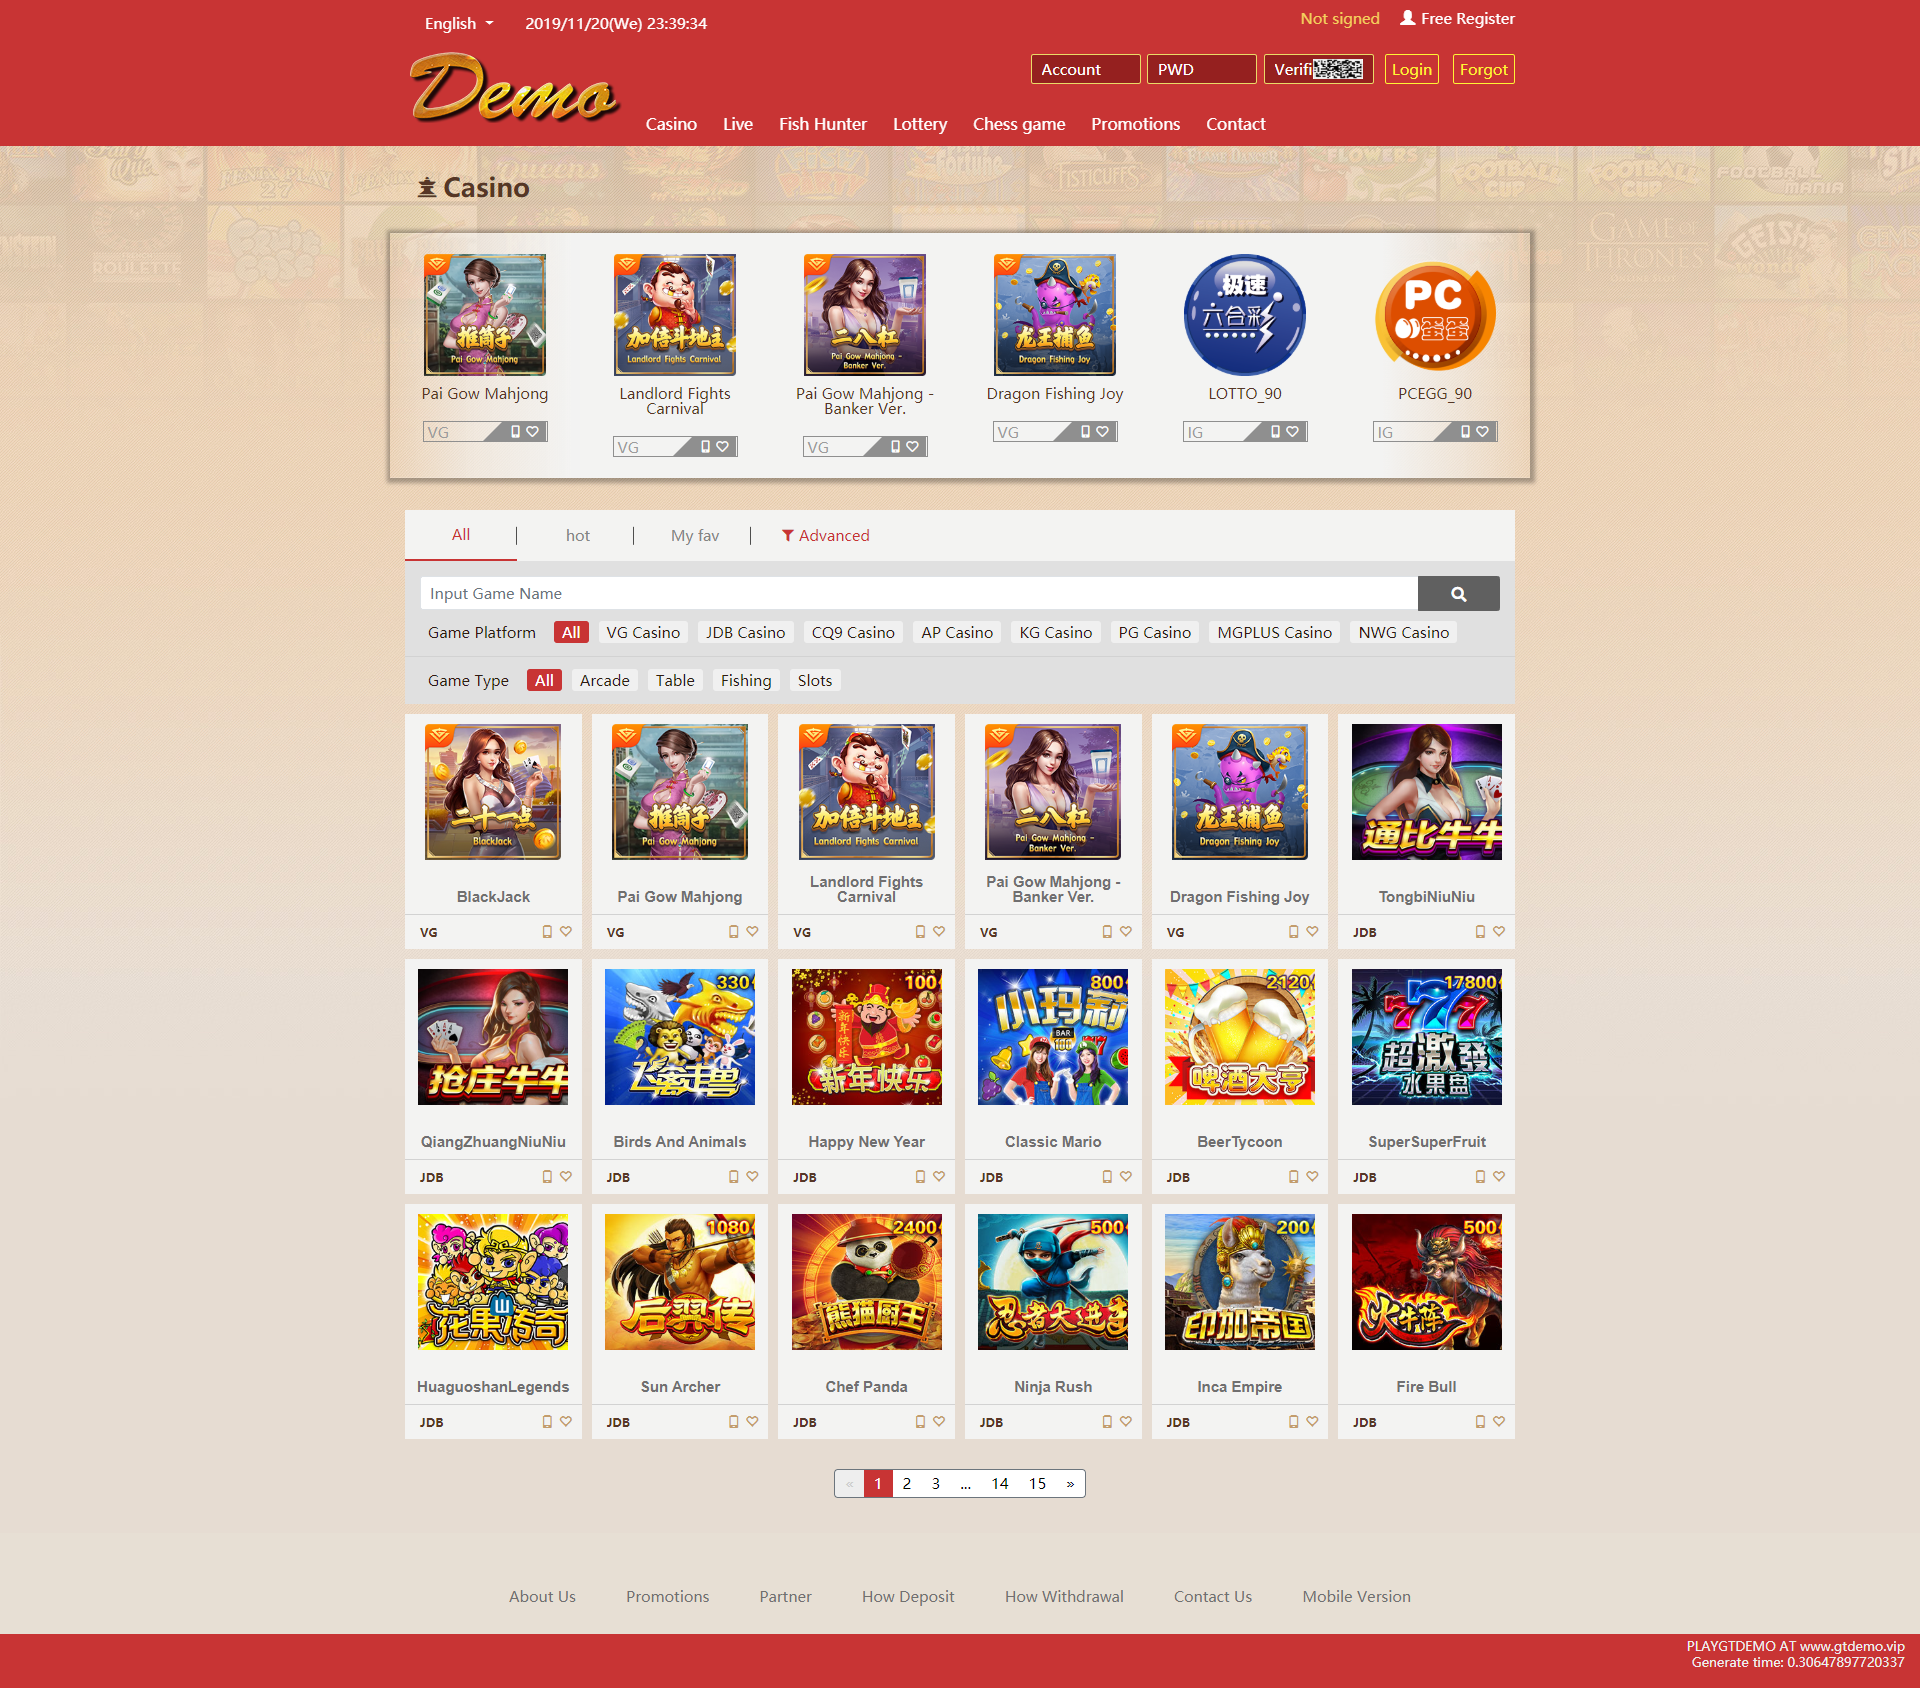 English
2019/11/20(We) 23:39:34
Not signed
Free Register
Demo
Account
PWD
Verifi
Login
Forgot
Casino
Live
Fish Hunter
Lottery
Chess game
Promotions
Contact
Casino
推筒子
Pai Gow Mahjong
加倍斗地主
Landlord Fights Carnival
二八杠
Pai Gow Mahjong -
Banker Ver.
龙王捕鱼
Dragon Fishing Joy
极速
六合彩
PC
蛋蛋
Pai Gow Mahjong
Landlord Fights
Carnival
Pai Gow Mahjong -
Banker Ver.
Dragon Fishing Joy
LOTTO_90
PCEGG_90
VG
VG
VG
VG
IG
IG
All
hot
My fav
Advanced
Input Game Name
Game Platform
All
VG Casino
JDB Casino
CQ9 Casino
AP Casino
KG Casino
PG Casino
MGPLUS Casino
NWG Casino
Game Type
All
Arcade
Table
Fishing
Slots
二十一点
BlackJack
推筒子
Pai Gow Mahjong
加倍斗地主
Landlord Fights Carnival
二八杠
Pai Gow Mahjong -
Banker Ver.
龙王捕鱼
Dragon Fishing Joy
通比牛牛
BlackJack
Pai Gow Mahjong
Landlord Fights
Carnival
Pai Gow Mahjong -
Banker Ver.
Dragon Fishing Joy
TongbiNiuNiu
VG
VG
VG
VG
VG
JDB
抢庄牛牛
330
飞禽走兽
100
新年快乐
新年快乐
800
小玛莉
BAR
100
2120
啤酒大亨
17800
777
超激發
水果盘
QiangZhuangNiuNiu
Birds And Animals
Happy New Year
Classic Mario
BeerTycoon
SuperSuperFruit
JDB
JDB
JDB
JDB
JDB
JDB
花果山传奇
1080
后羿传
2400
熊猫厨王
500
忍者大进击
200
印加帝国
500
火牛阵
HuaguoshanLegends
Sun Archer
Chef Panda
Ninja Rush
Inca Empire
Fire Bull
JDB
JDB
JDB
JDB
JDB
JDB
« 1 2 3 ... 14 15 »
About Us
Promotions
Partner
How Deposit
How Withdrawal
Contact Us
Mobile Version
PLAYGTDEMO AT www.gtdemo.vip
Generate time: 0.30647897720337